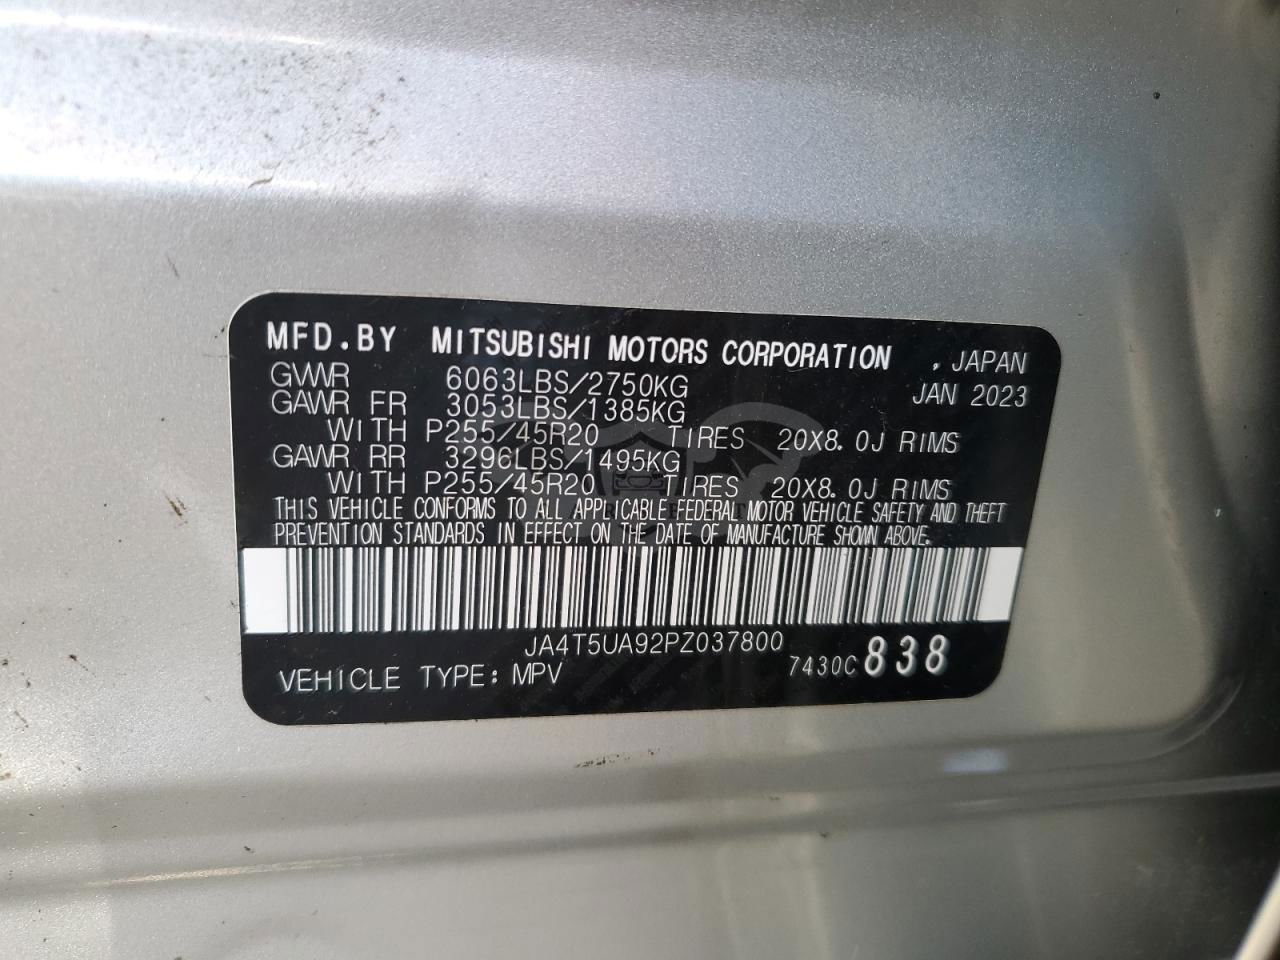 MFD.BY MITSUBISHI MOTORS CORPORATION , JAPAN
GVWR 6063LBS/2750KG JAN 2023
GAWR FR 3053LBS/1385KG
WITH P255/45R20 TIRES 20X8.0J RIMS
GAWR RR 3296LBS/1495KG
WITH P255/45R20 TIRES 20X8.0J RIMS
THIS VEHICLE CONFORMS TO ALL APPLICABLE FEDERAL MOTOR VEHICLE SAFETY AND THEFT
PREVENTION STANDARDS IN EFFECT ON THE DATE OF MANUFACTURE SHOWN ABOVE.
JA4T5UA92PZ037800
VEHICLE TYPE: MPV 7430C 838